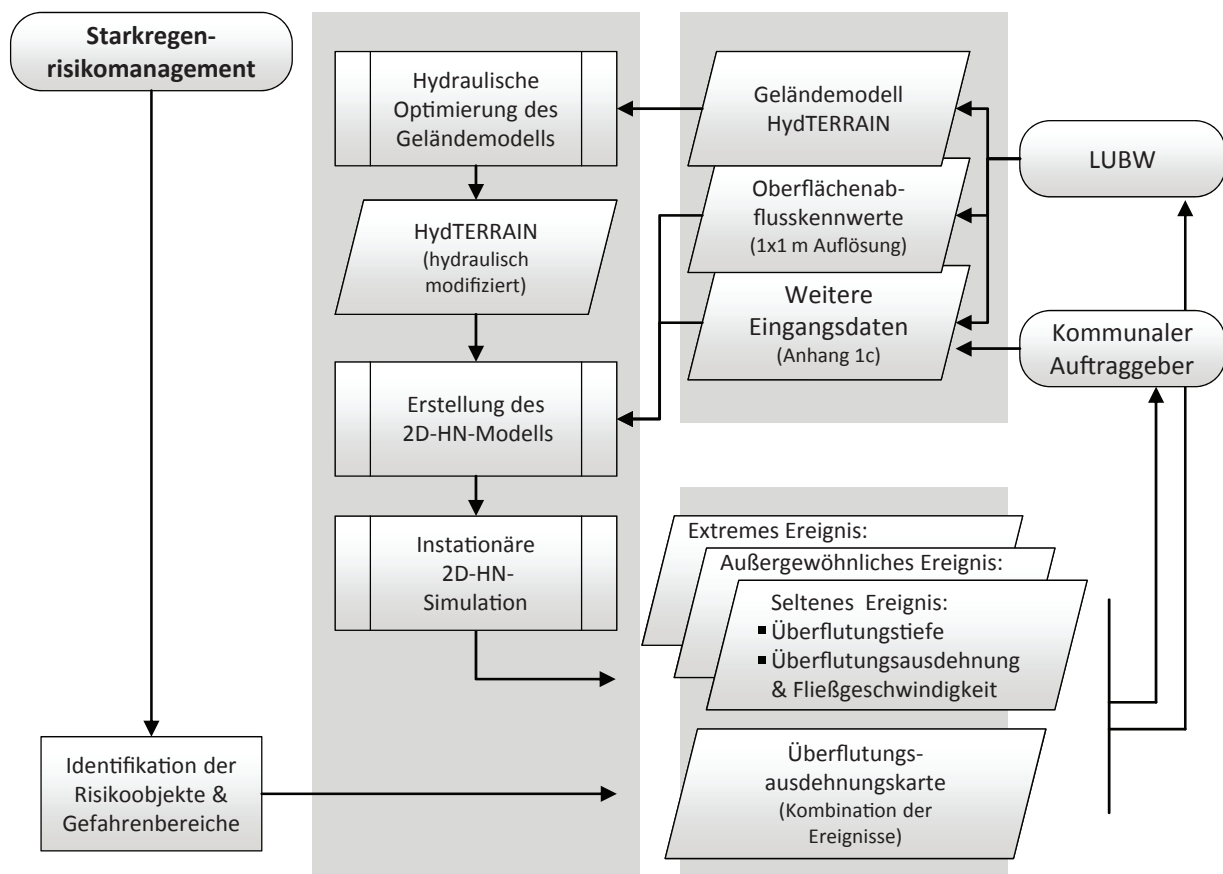 Starkregen-
risikomanagement
Hydraulische
Optimierung des
Geländemodells
Geländemodell
HydTERRAIN
LUBW
Oberflächenab-
flusskennwerte
(1x1 m Auflösung)
HydTERRAIN
(hydraulisch
modifiziert)
Weitere
Eingangsdaten
(Anhang 1c)
Kommunaler
Auftraggeber
Erstellung des
2D-HN-Modells
Instationäre
2D-HN-
Simulation
Extremes Ereignis:
Außergewöhnliches Ereignis:
Seltenes Ereignis:
▪ Überflutungstiefe
▪ Überflutungsausdehnung
& Fließgeschwindigkeit
Identifikation der
Risikoobjekte &
Gefahrenbereiche
Überflutungs-
ausdehnungskarte
(Kombination der
Ereignisse)